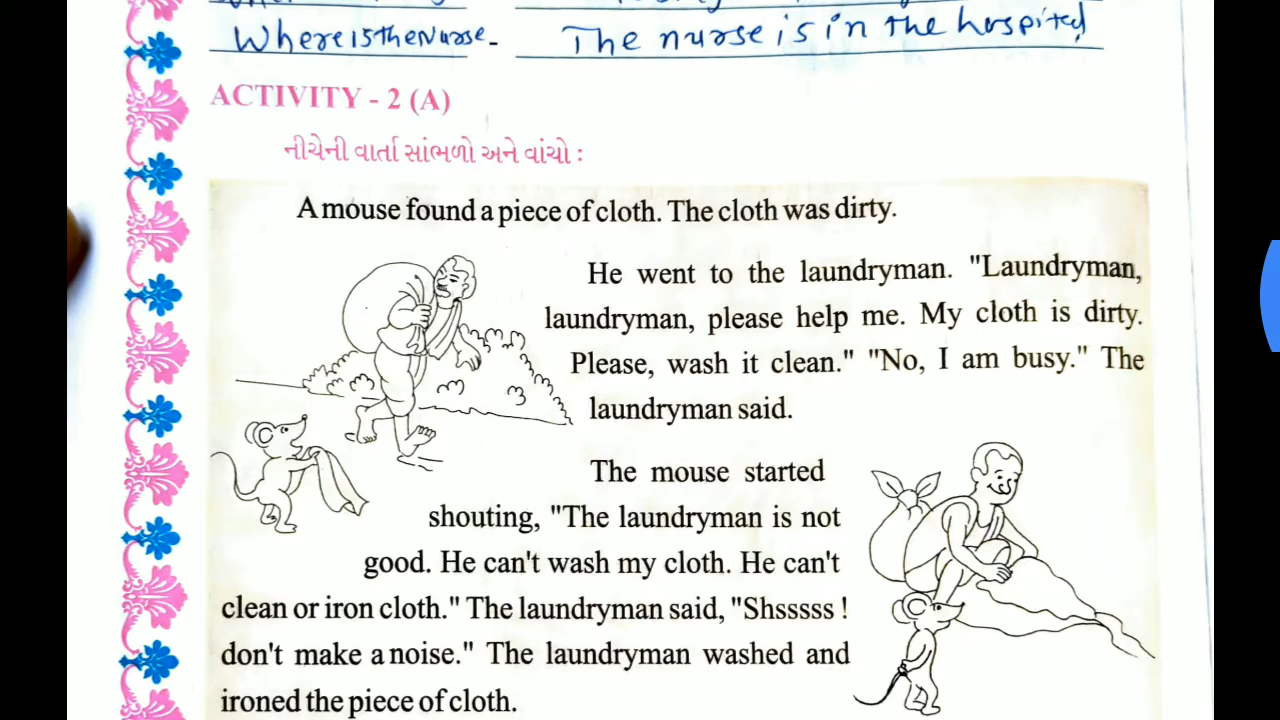 Where is the Nurse-
The nurse is in the hospited
ACTIVITY - 2 (A)
નીચેની વાર્તા સાંભળો અને વાંચો :
A mouse found a piece of cloth. The cloth was dirty.
He went to the laundryman. "Laundryman,
laundryman, please help me. My cloth is dirty.
Please, wash it clean." "No, I am busy." The
laundryman said.
The mouse started
shouting, "The laundryman is not
good. He can't wash my cloth. He can't
clean or iron cloth." The laundryman said, "Shsssss !
don't make a noise." The laundryman washed and
ironed the piece of cloth.